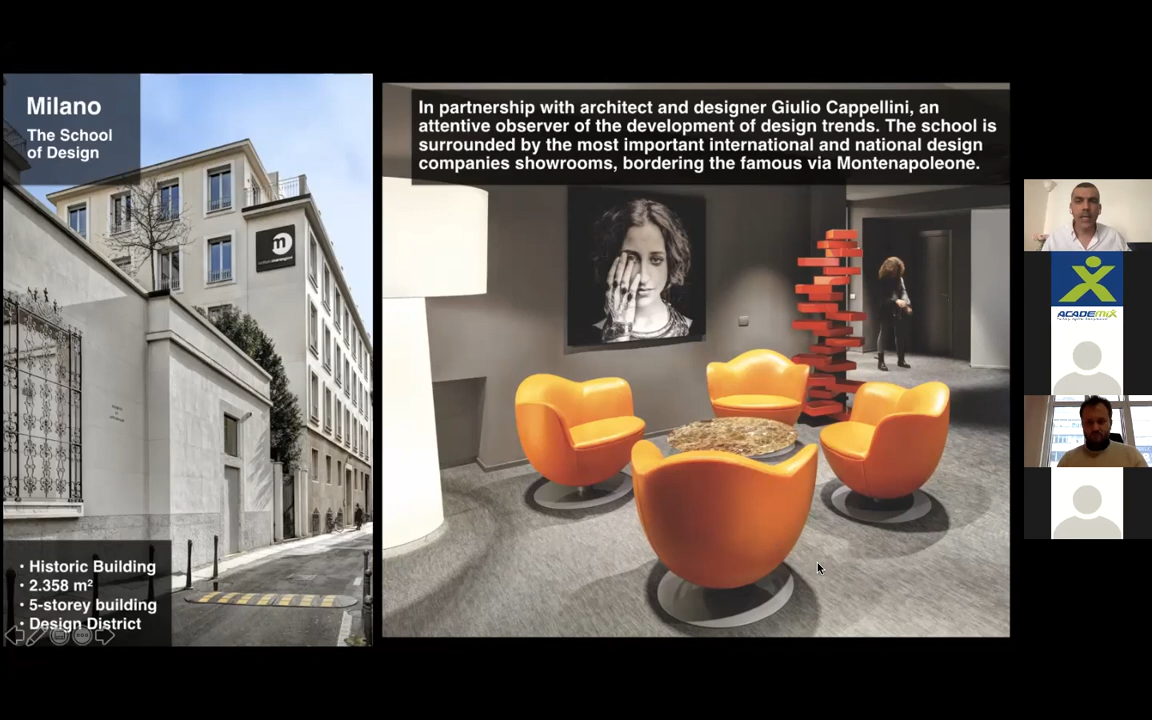 Milano
The School
of Design
In partnership with architect and designer Giulio Cappellini, an
attentive observer of the development of design trends. The school is
surrounded by the most important international and national design
companies showrooms, bordering the famous via Montenapoleone.
m
• Historic Building
• 2.358 m²
• 5-storey building
• Design District
ACADEMIX